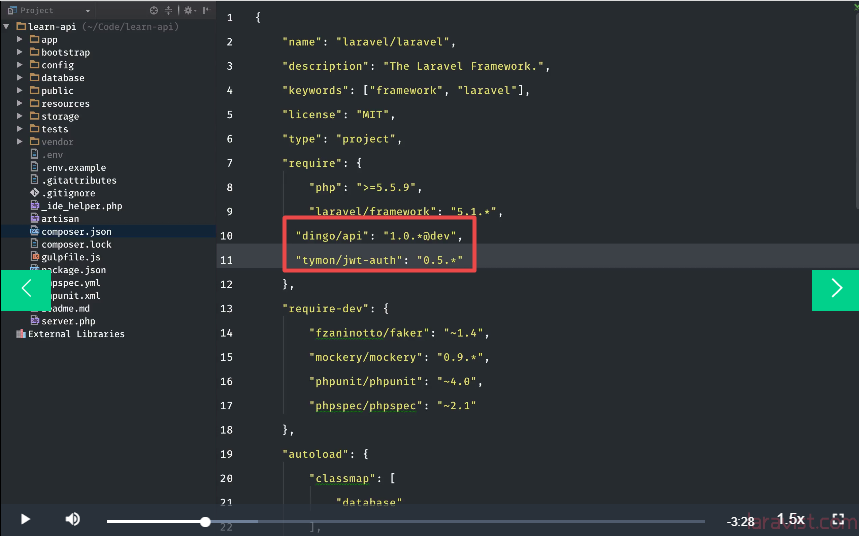 Project
learn-api (~/Code/learn-api)
app
bootstrap
config
database
public
resources
storage
tests
vendor
.env
.env.example
.gitattributes
.gitignore
_ide_helper.php
artisan
composer.json
composer.lock
gulpfile.js
package.json
phpspec.yml
phpunit.xml
readme.md
server.php
External Libraries
1 {
2 "name": "laravel/laravel",
3 "description": "The Laravel Framework.",
4 "keywords": ["framework", "laravel"],
5 "license": "MIT",
6 "type": "project",
7 "require": {
8 "php": ">=5.5.9",
9 "laravel/framework": "5.1.*",
10 "dingo/api": "1.0.*@dev",
11 "tymon/jwt-auth": "0.5.*"
12 },
13 "require-dev": {
14 "fzaninotto/faker": "~1.4",
15 "mockery/mockery": "0.9.*",
16 "phpunit/phpunit": "~4.0",
17 "phpspec/phpspec": "~2.1"
18 },
19 "autoload": {
20 "classmap": [
21 "database"
22 ],
-3:28 1.5x
laravist.com